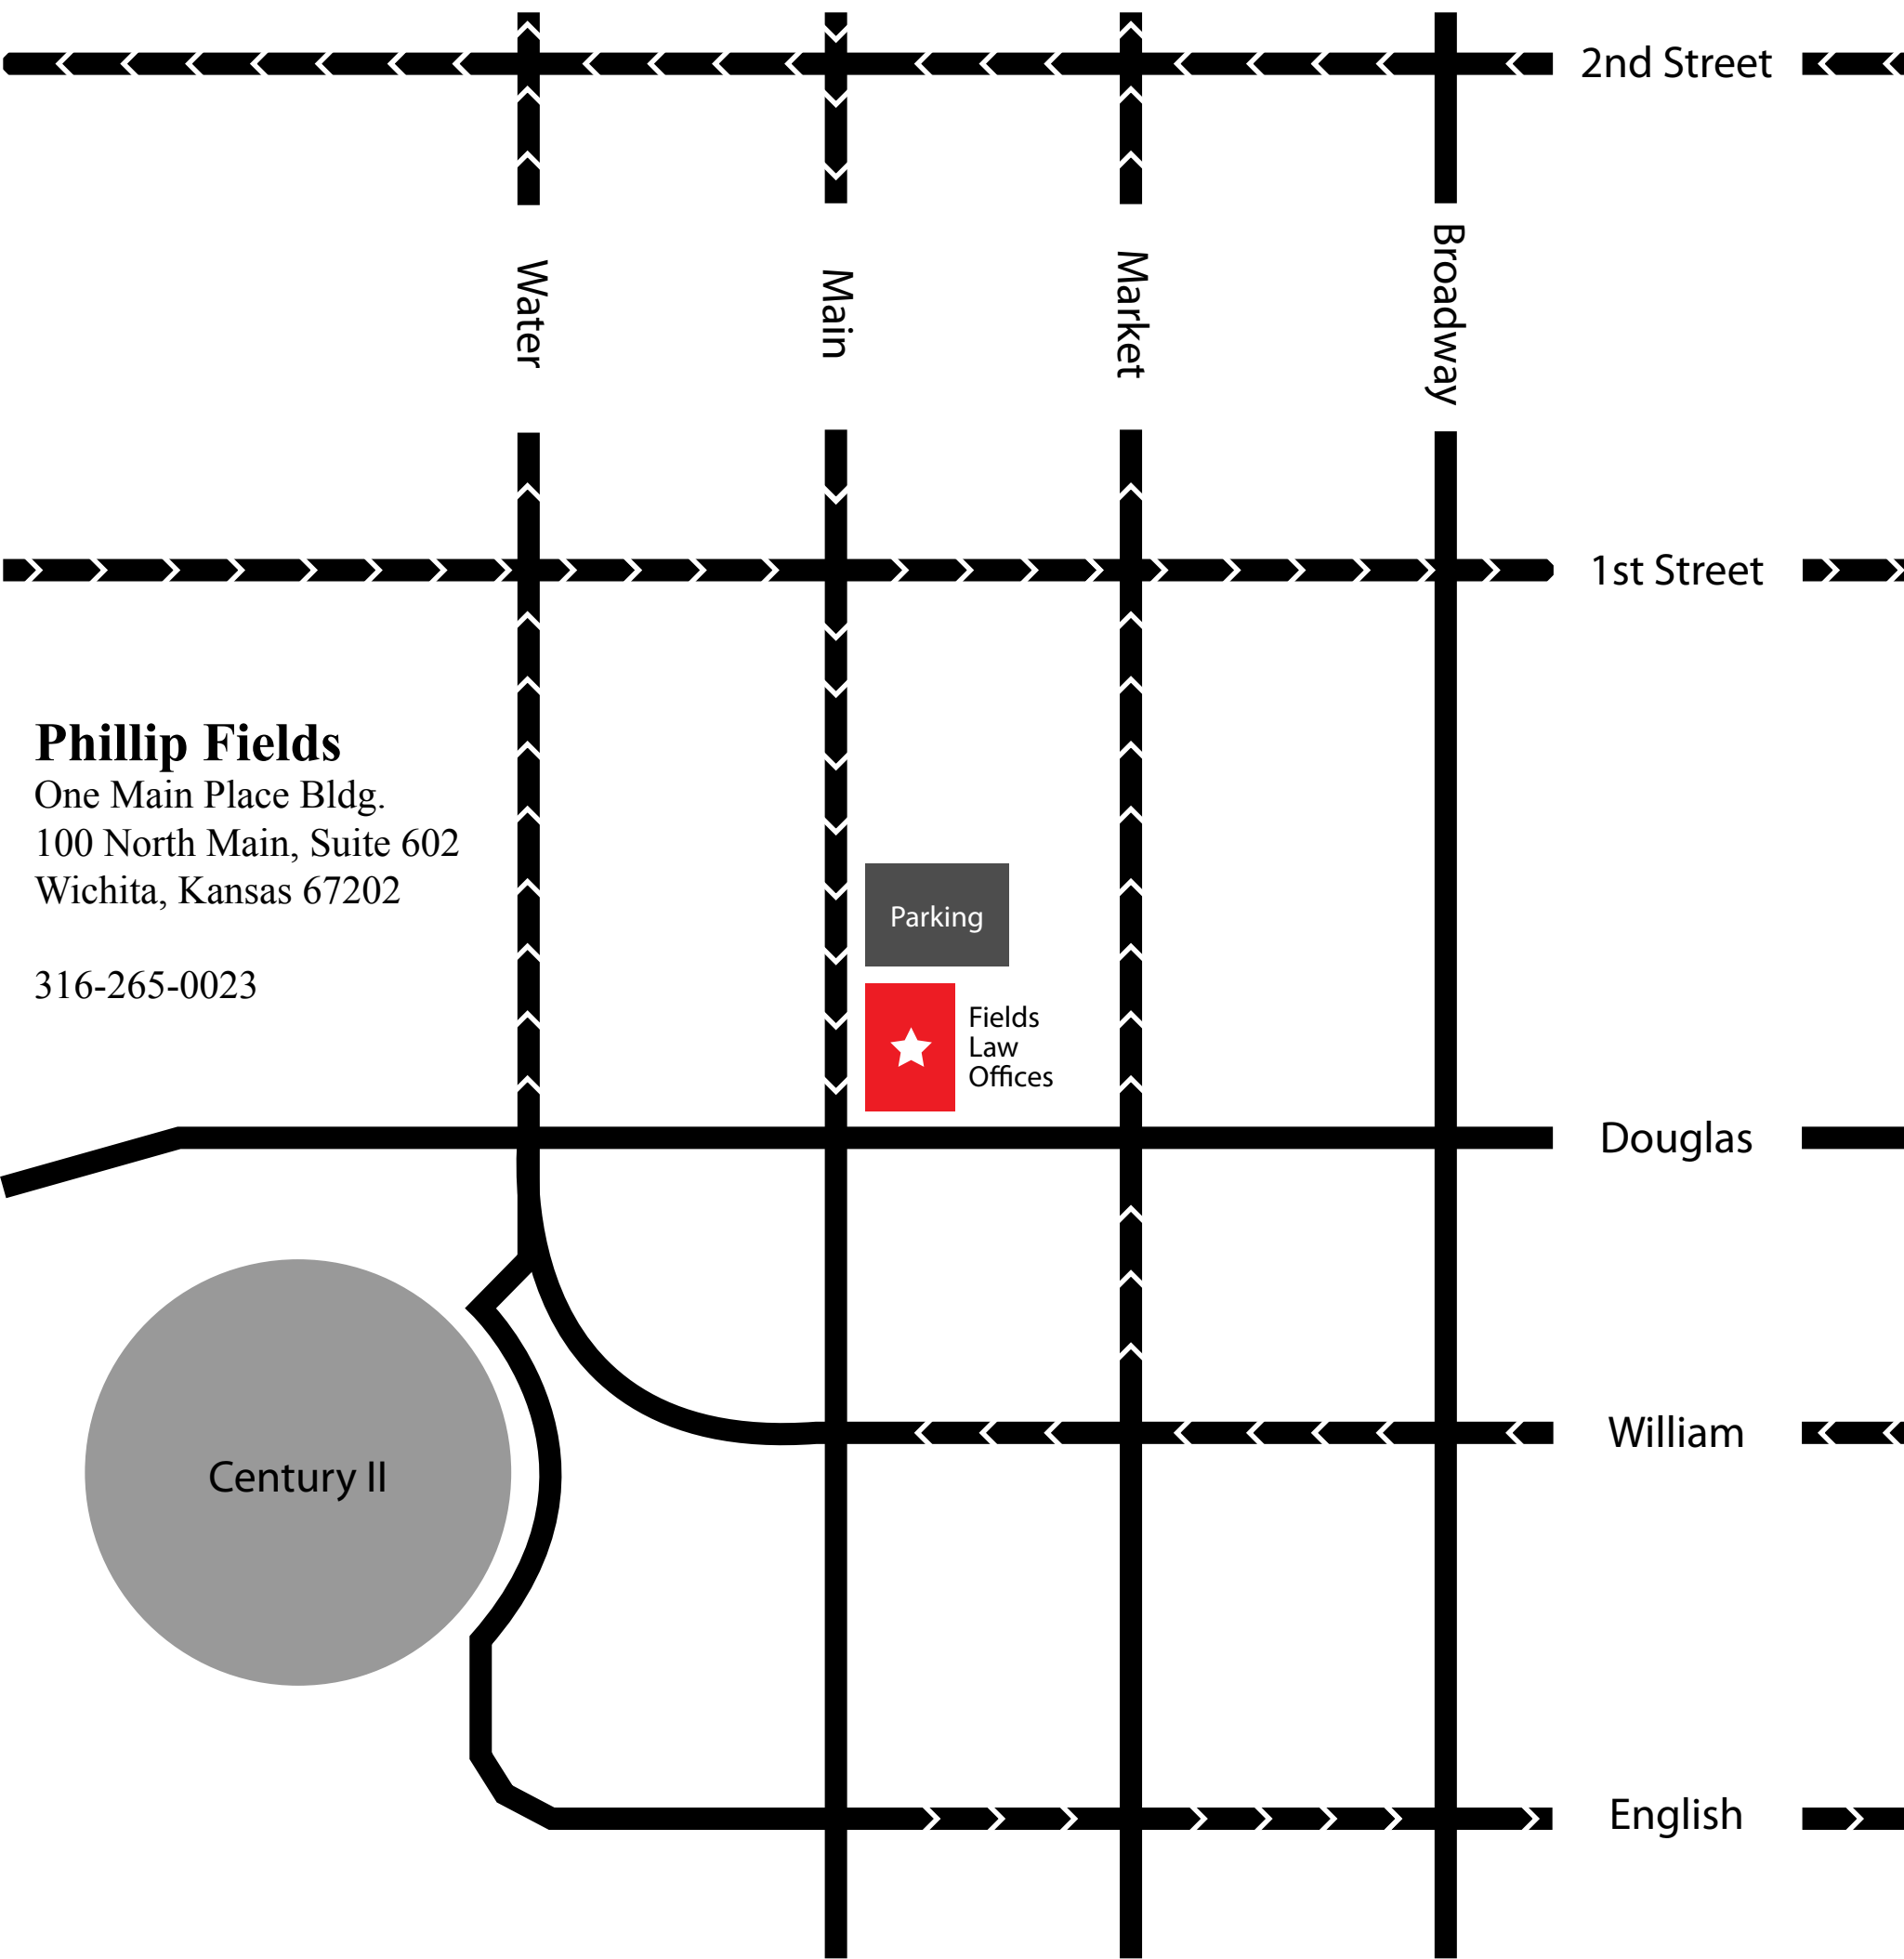 2nd Street
Water
Main
Market
Broadway
1st Street
Phillip Fields
One Main Place Bldg.
100 North Main, Suite 602
Wichita, Kansas 67202
316-265-0023
Parking
Fields
Law
Offices
Douglas
William
Century II
English